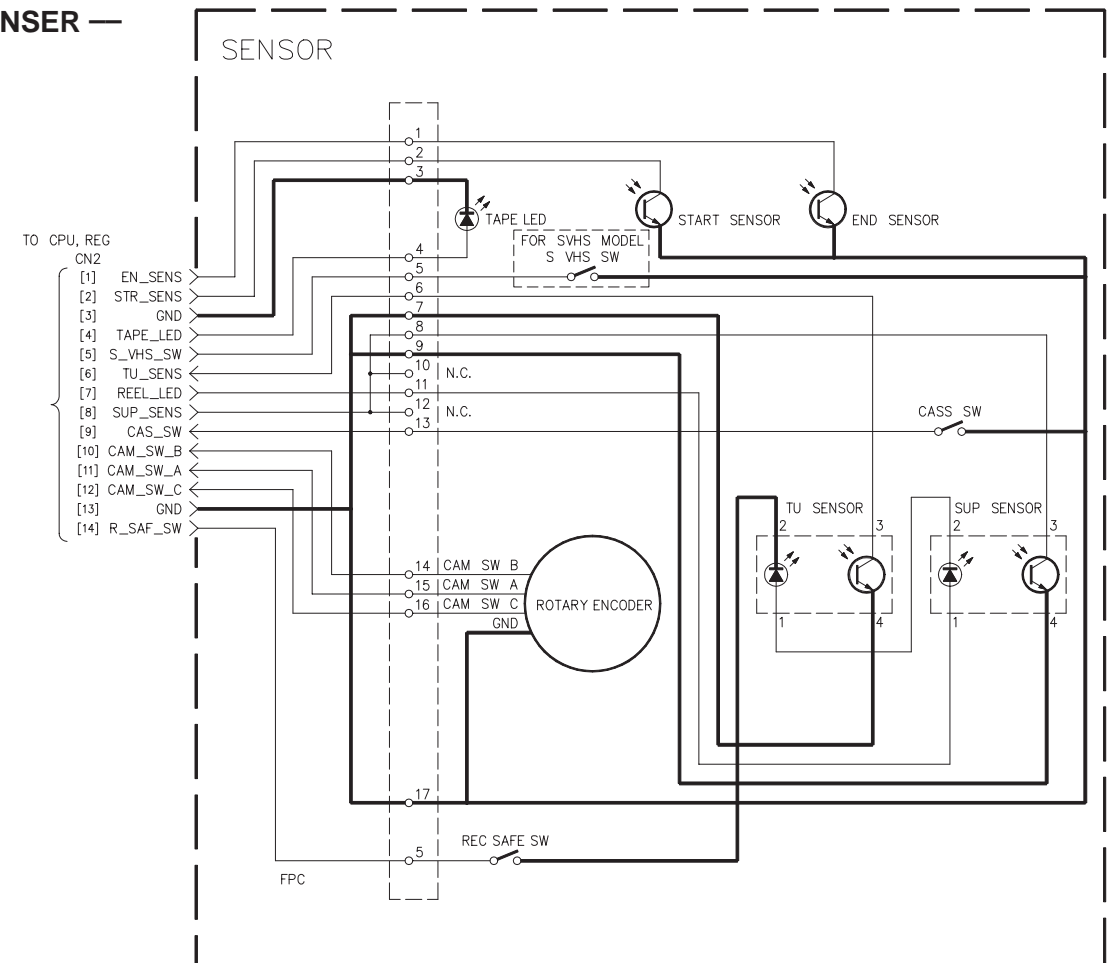 NSER —
SENSOR
1
2
3
TAPE LED
START SENSOR
END SENSOR
FOR SVHS MODEL
S VHS SW
TO CPU, REG
CN2
[1] EN_SENS
[2] STR_SENS
[3] GND
[4] TAPE_LED
[5] S_VHS_SW
[6] TU_SENS
[7] REEL_LED
[8] SUP_SENS
[9] CAS_SW
[10] CAM_SW_B
[11] CAM_SW_A
[12] CAM_SW_C
[13] GND
[14] R_SAF_SW
4
5
6
7
8
9
10 N.C.
11
12 N.C.
13
CASS SW
TU SENSOR
2 3
1 4
SUP SENSOR
2 3
1 4
14 CAM SW B
15 CAM SW A
16 CAM SW C
GND
ROTARY ENCODER
17
5
REC SAFE SW
FPC